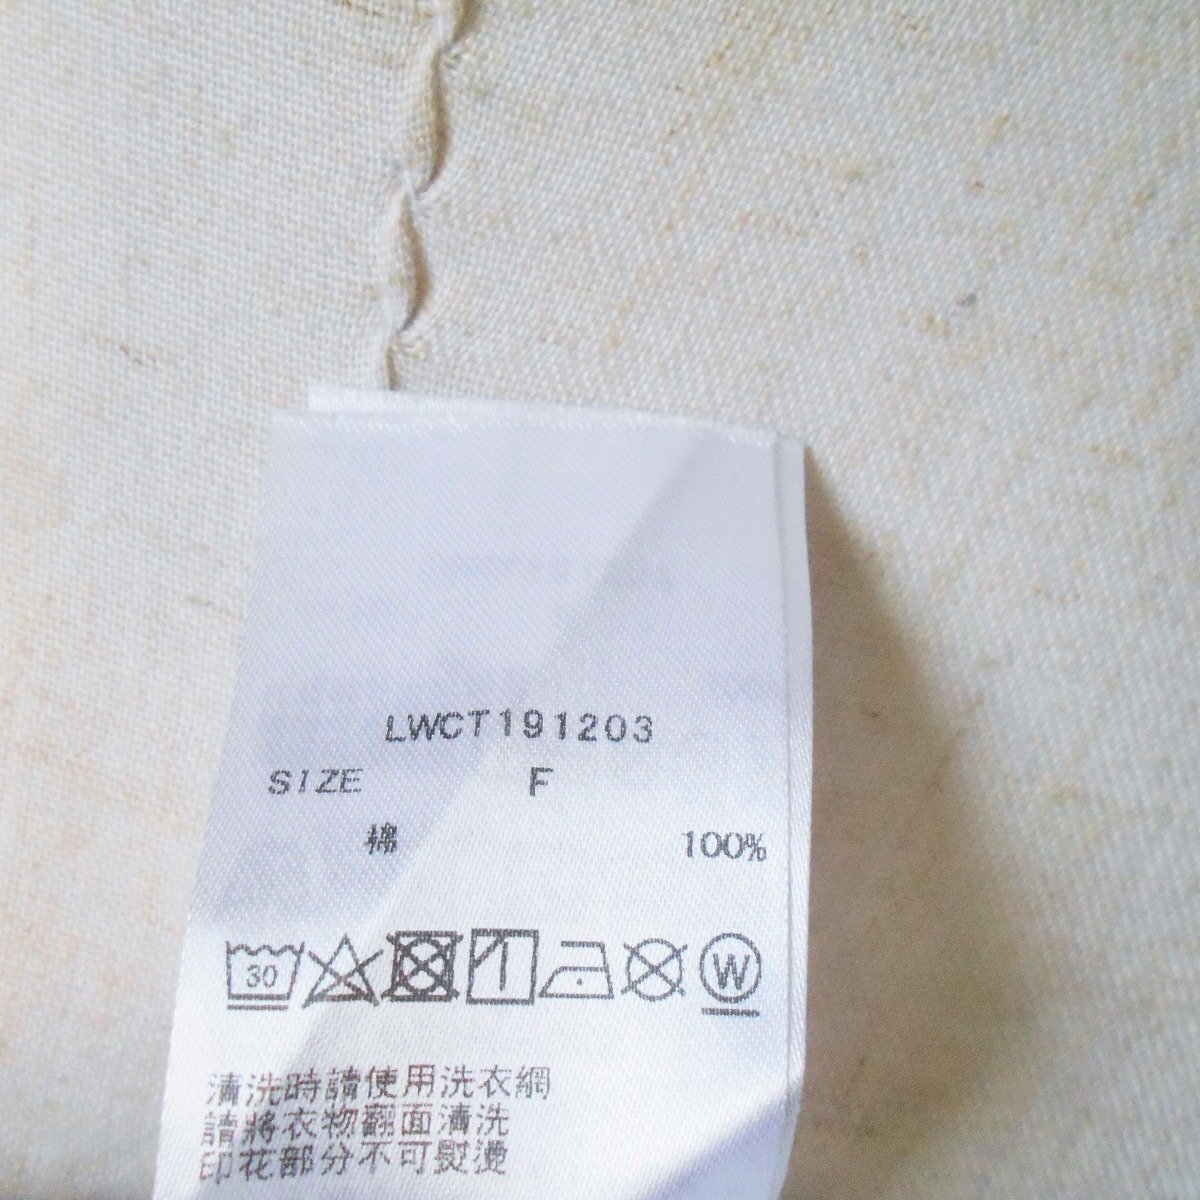 LWCT191203
SIZE F
棉 100%
30
W
清洗時請使用洗衣網
請將衣物翻面清洗
印花部分不可熨燙